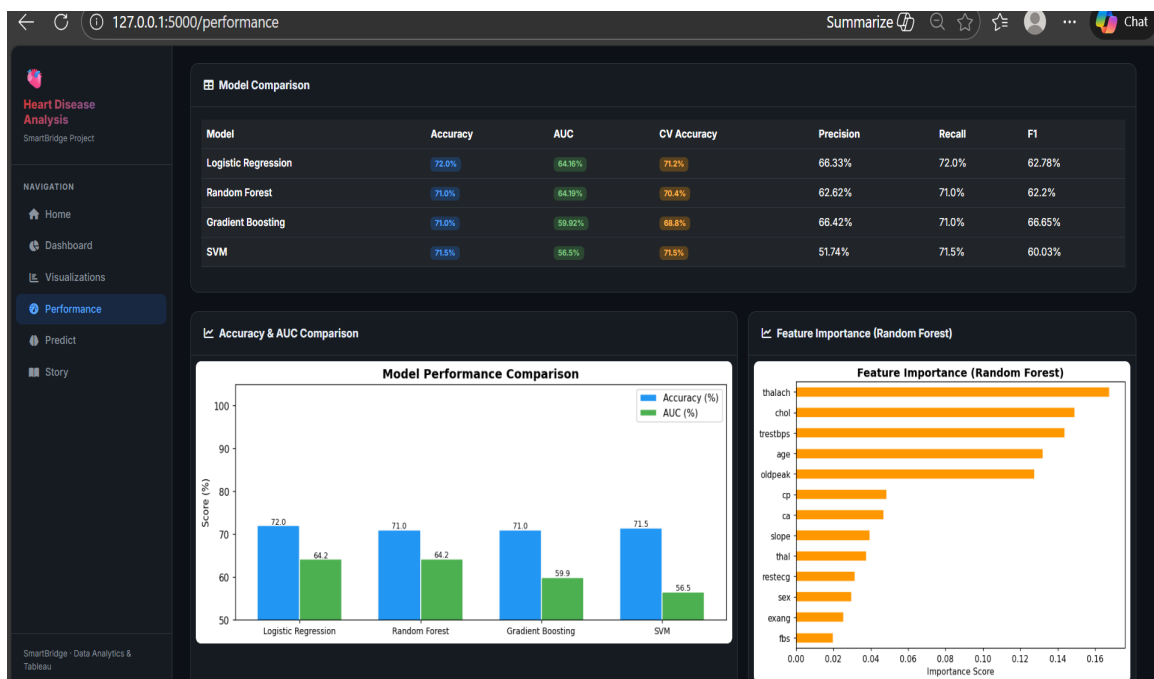 127.0.0.1:5000/performance
Summarize
Chat
Heart Disease
Analysis
SmartBridge Project
NAVIGATION
Home
Dashboard
Visualizations
Performance
Predict
Story
SmartBridge · Data Analytics &
Tableau
Model Comparison
Model Accuracy AUC CV Accuracy Precision Recall F1
Logistic Regression 72.0% 64.16% 71.2% 66.33% 72.0% 62.78%
Random Forest 71.0% 64.19% 70.4% 62.62% 71.0% 62.2%
Gradient Boosting 71.0% 59.92% 68.8% 66.42% 71.0% 66.65%
SVM 71.5% 56.5% 71.5% 51.74% 71.5% 60.03%
Accuracy & AUC Comparison
Model Performance Comparison
Accuracy (%)
AUC (%)
Score (%)
100
90
80
70
60
50
72.0 64.2 71.0 64.2 71.0 59.9 71.5 56.5
Logistic Regression Random Forest Gradient Boosting SVM
Feature Importance (Random Forest)
Feature Importance (Random Forest)
thalach
chol
trestbps
age
oldpeak
cp
ca
slope
thal
restecg
sex
exang
fbs
0.00 0.02 0.04 0.06 0.08 0.10 0.12 0.14 0.16
Importance Score